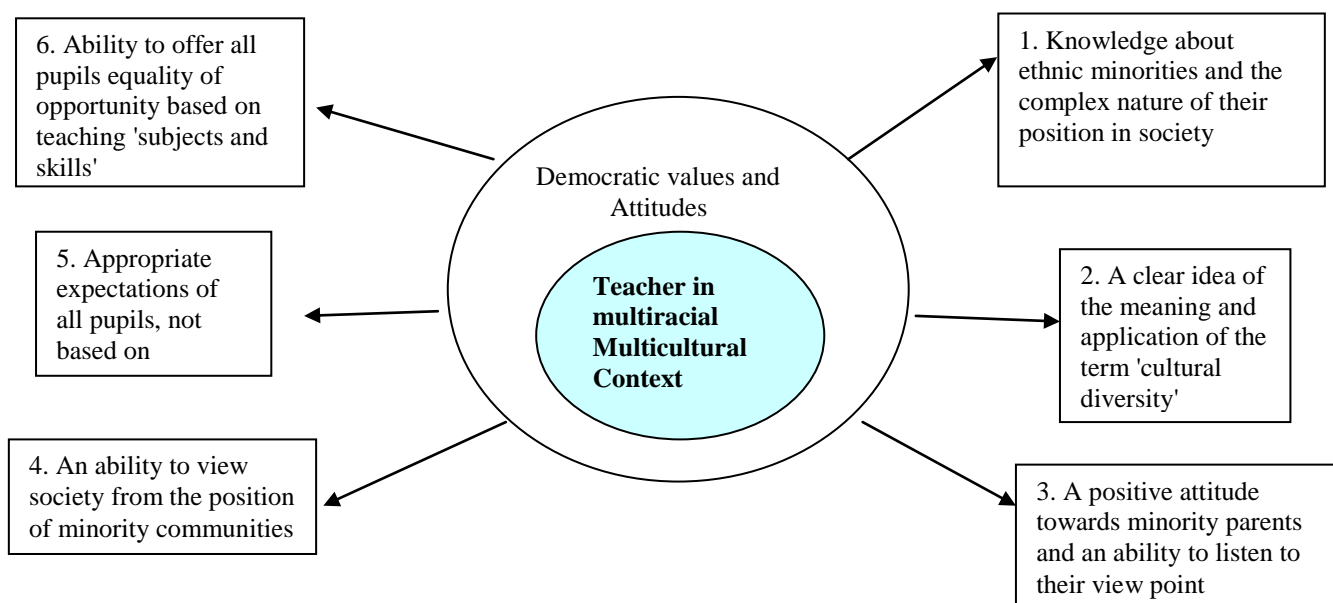 6. Ability to offer all
pupils equality of
opportunity based on
teaching 'subjects and
skills'
1. Knowledge about
ethnic minorities and the
complex nature of their
position in society
Democratic values and
Attitudes
5. Appropriate
expectations of
all pupils, not
based on
Teacher in
multiracial
Multicultural
Context
2. A clear idea of
the meaning and
application of the
term 'cultural
diversity'
4. An ability to view
society from the position
of minority communities
3. A positive attitude
towards minority parents
and an ability to listen to
their view point